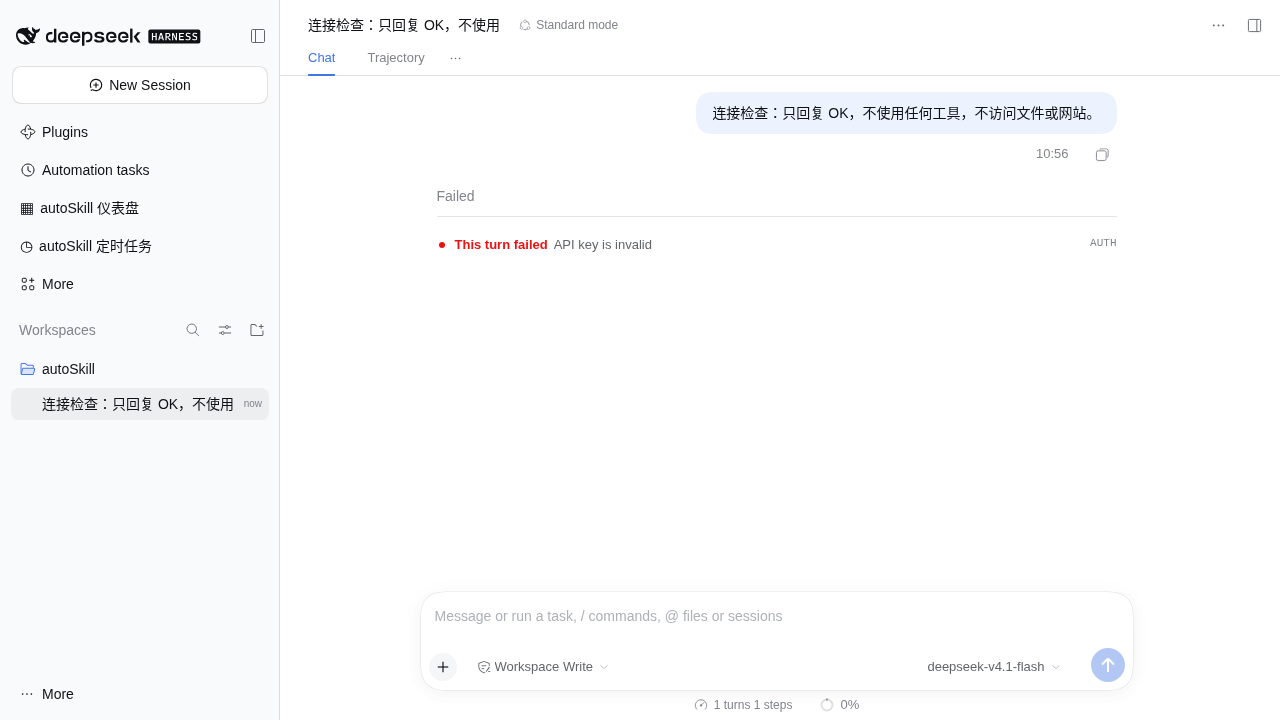 deepseek HARNESS
New Session
Plugins
Automation tasks
autoSkill 仪表盘
autoSkill 定时任务
More
Workspaces
autoSkill
连接检查：只回复 OK，不使用 now
More
连接检查：只回复 OK，不使用 Standard mode
Chat Trajectory
连接检查：只回复 OK，不使用任何工具，不访问文件或网站。
10:56
Failed
This turn failed API key is invalid AUTH
Message or run a task, / commands, @ files or sessions
Workspace Write deepseek-v4.1-flash
1 turns 1 steps 0%